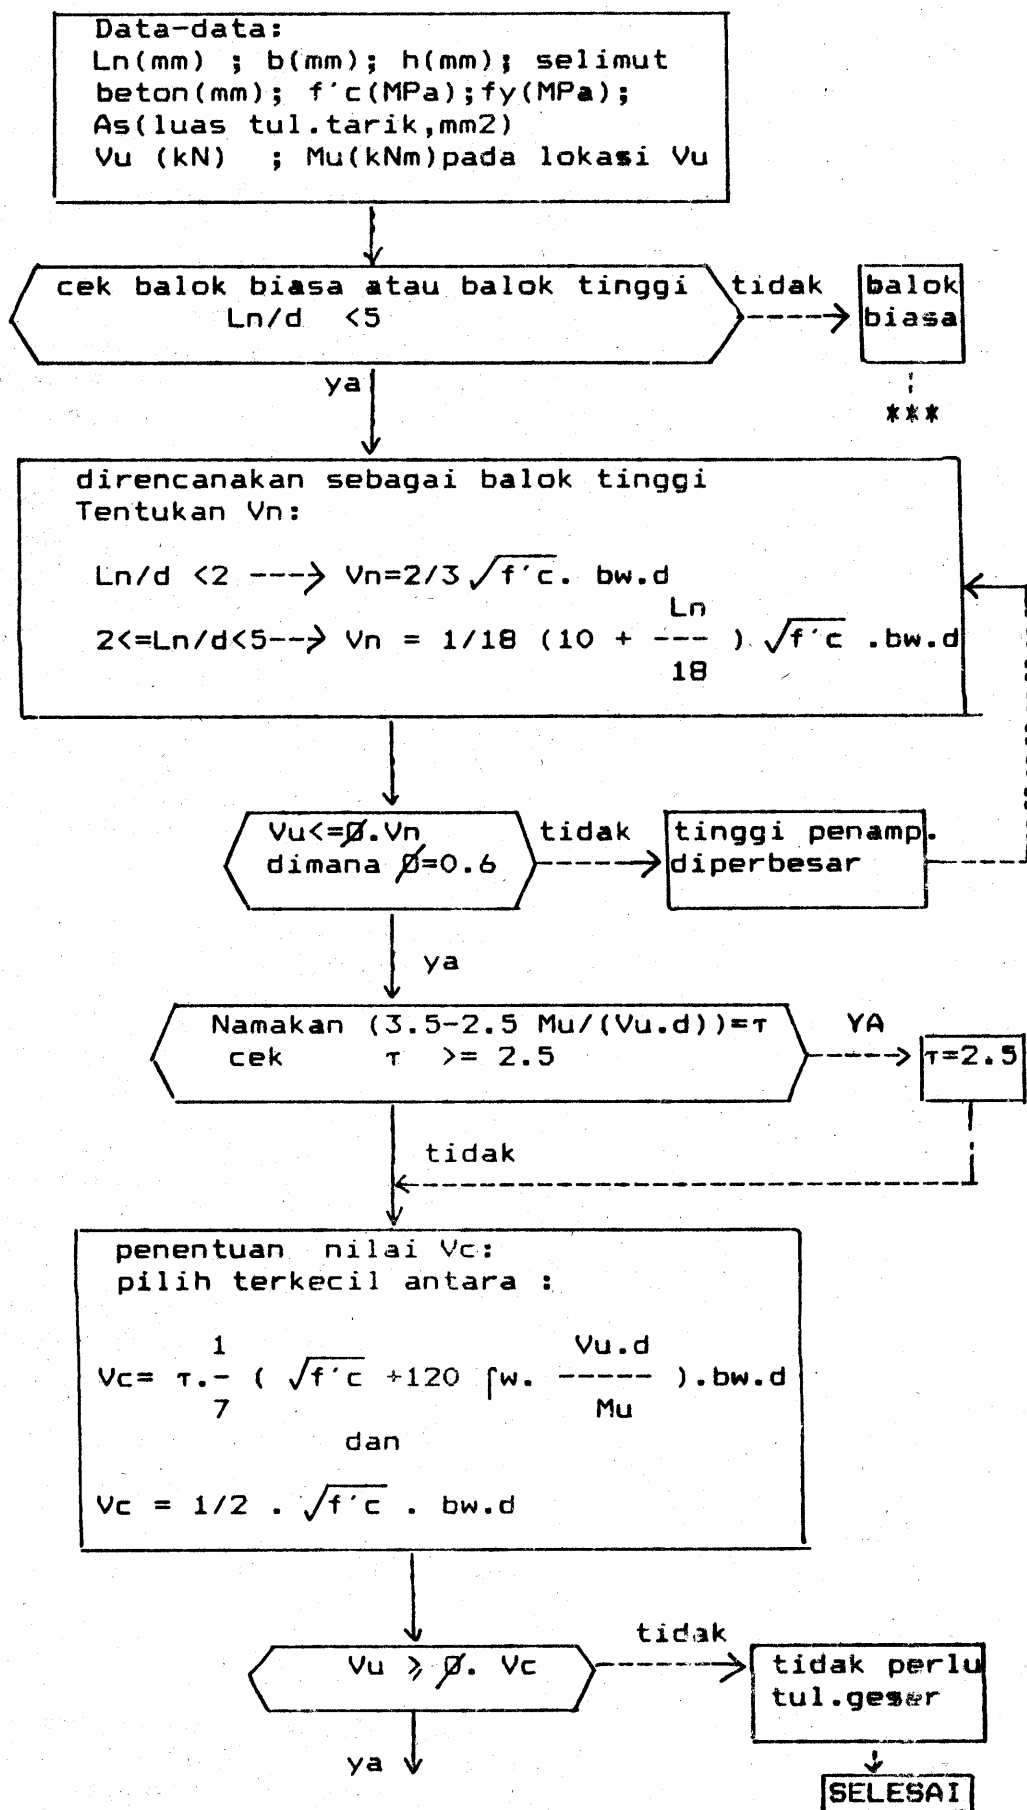 Data-data:
Ln(mm) ; b(mm); h(mm); selimut
beton(mm); f'c(MPa);fy(MPa);
As(luas tul.tarik,mm2)
Vu (kN) ; Mu(kNm)pada lokasi Vu
cek balok biasa atau balok tinggi
Ln/d <5
tidak
balok
biasa
***
ya
direncanakan sebagai balok tinggi
Tentukan Vn:
Ln/d <2 ----> Vn=2/3 √f'c. bw.d
Ln
2<=Ln/d<5--> Vn = 1/18 (10 + --- ) √f'c .bw.d
18
Vu<=Ø.Vn
dimana Ø=0.6
tidak
tinggi penamp.
diperbesar
ya
Namakan (3.5-2.5 Mu/(Vu.d))=τ
cek τ >= 2.5
YA
τ=2.5
tidak
penentuan nilai Vc:
pilih terkecil antara :
1 Vu.d
Vc= τ.- ( √f'c +120 ⌠w. ----- ).bw.d
7 Mu
dan
Vc = 1/2 . √f'c . bw.d
Vu ⩾ Ø. Vc
tidak
tidak perlu
tul.geser
ya
SELESAI